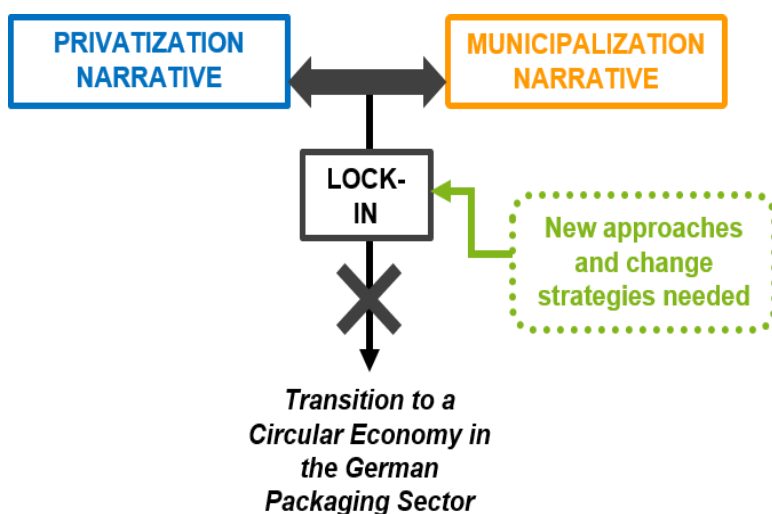 PRIVATIZATION
NARRATIVE
MUNICIPALIZATION
NARRATIVE
LOCK-
IN
New approaches
and change
strategies needed
Transition to a
Circular Economy in
the German
Packaging Sector